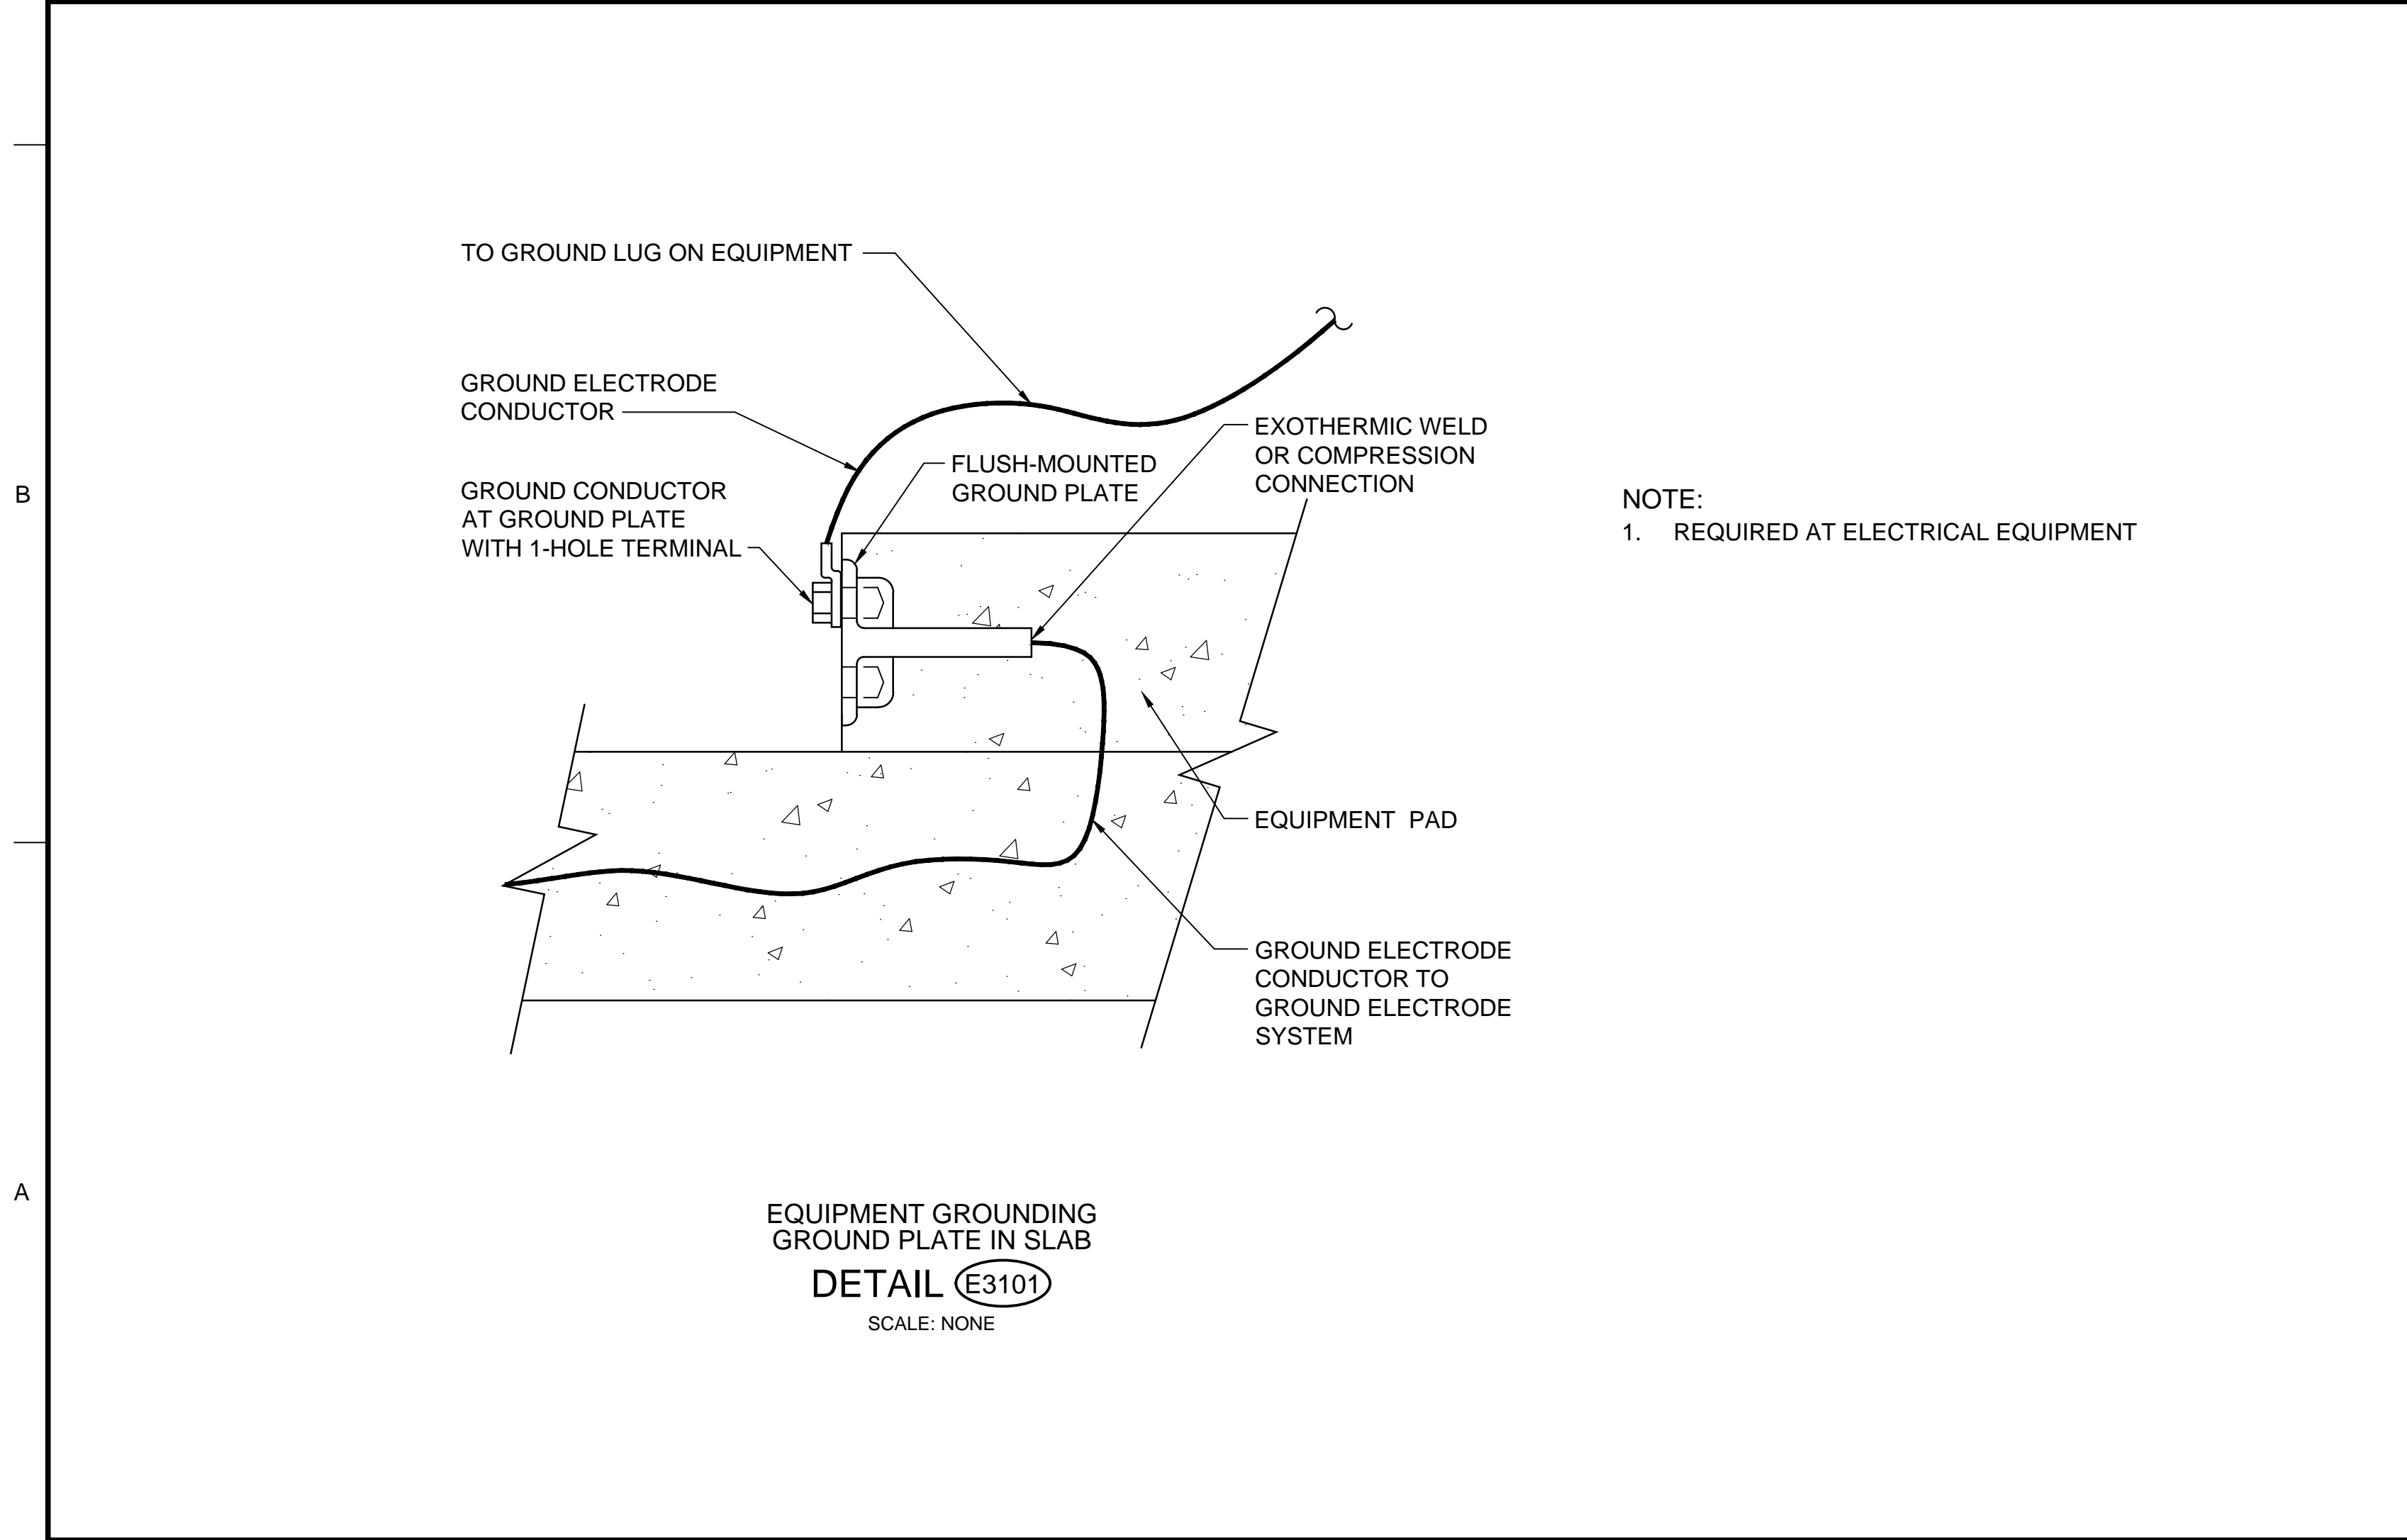 TO GROUND LUG ON EQUIPMENT
GROUND ELECTRODE
CONDUCTOR
GROUND CONDUCTOR
AT GROUND PLATE
WITH 1-HOLE TERMINAL
FLUSH-MOUNTED
GROUND PLATE
EXOTHERMIC WELD
OR COMPRESSION
CONNECTION
B
NOTE:
1. REQUIRED AT ELECTRICAL EQUIPMENT
EQUIPMENT PAD
GROUND ELECTRODE
CONDUCTOR TO
GROUND ELECTRODE
SYSTEM
A
EQUIPMENT GROUNDING
GROUND PLATE IN SLAB
DETAIL E3101
SCALE: NONE